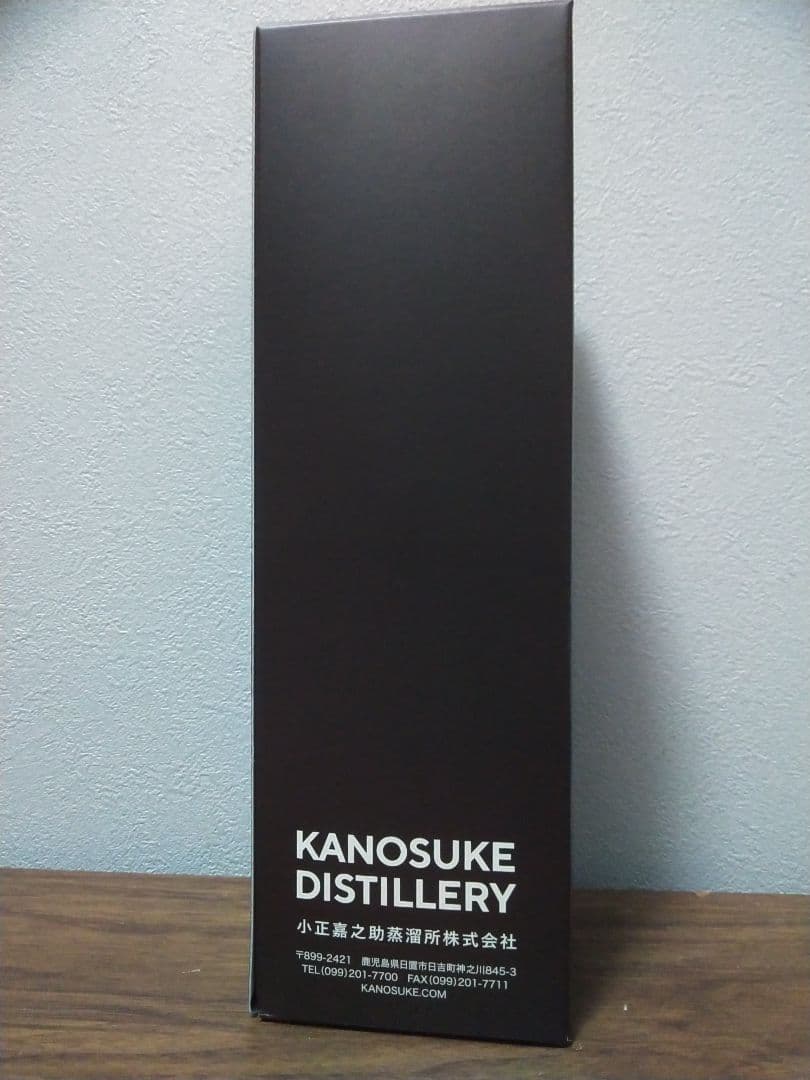 KANOSUKE
DISTILLERY
小正嘉之助蒸溜所株式会社
〒899-2421 鹿児島県日置市日吉町神之川845-3
TEL(099)201-7700 FAX(099)201-7711
KANOSUKE.COM